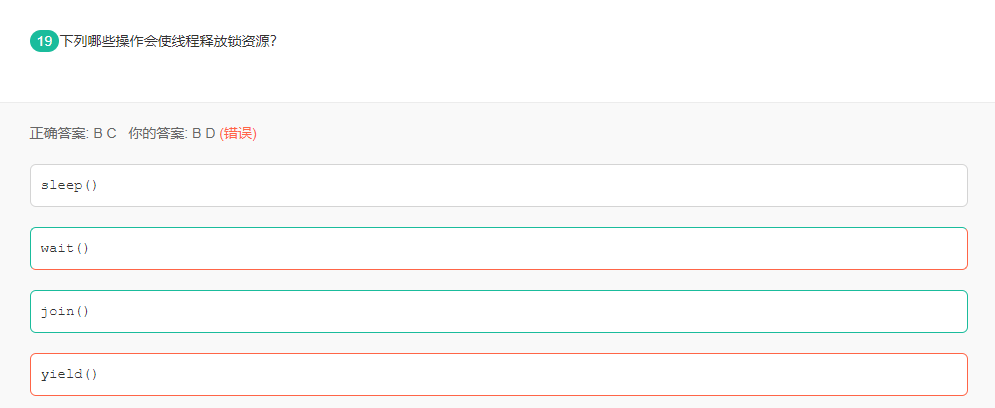 19 下列哪些操作会使线程释放锁资源？
正确答案: B C 你的答案: B D (错误)
sleep()
wait()
join()
yield()